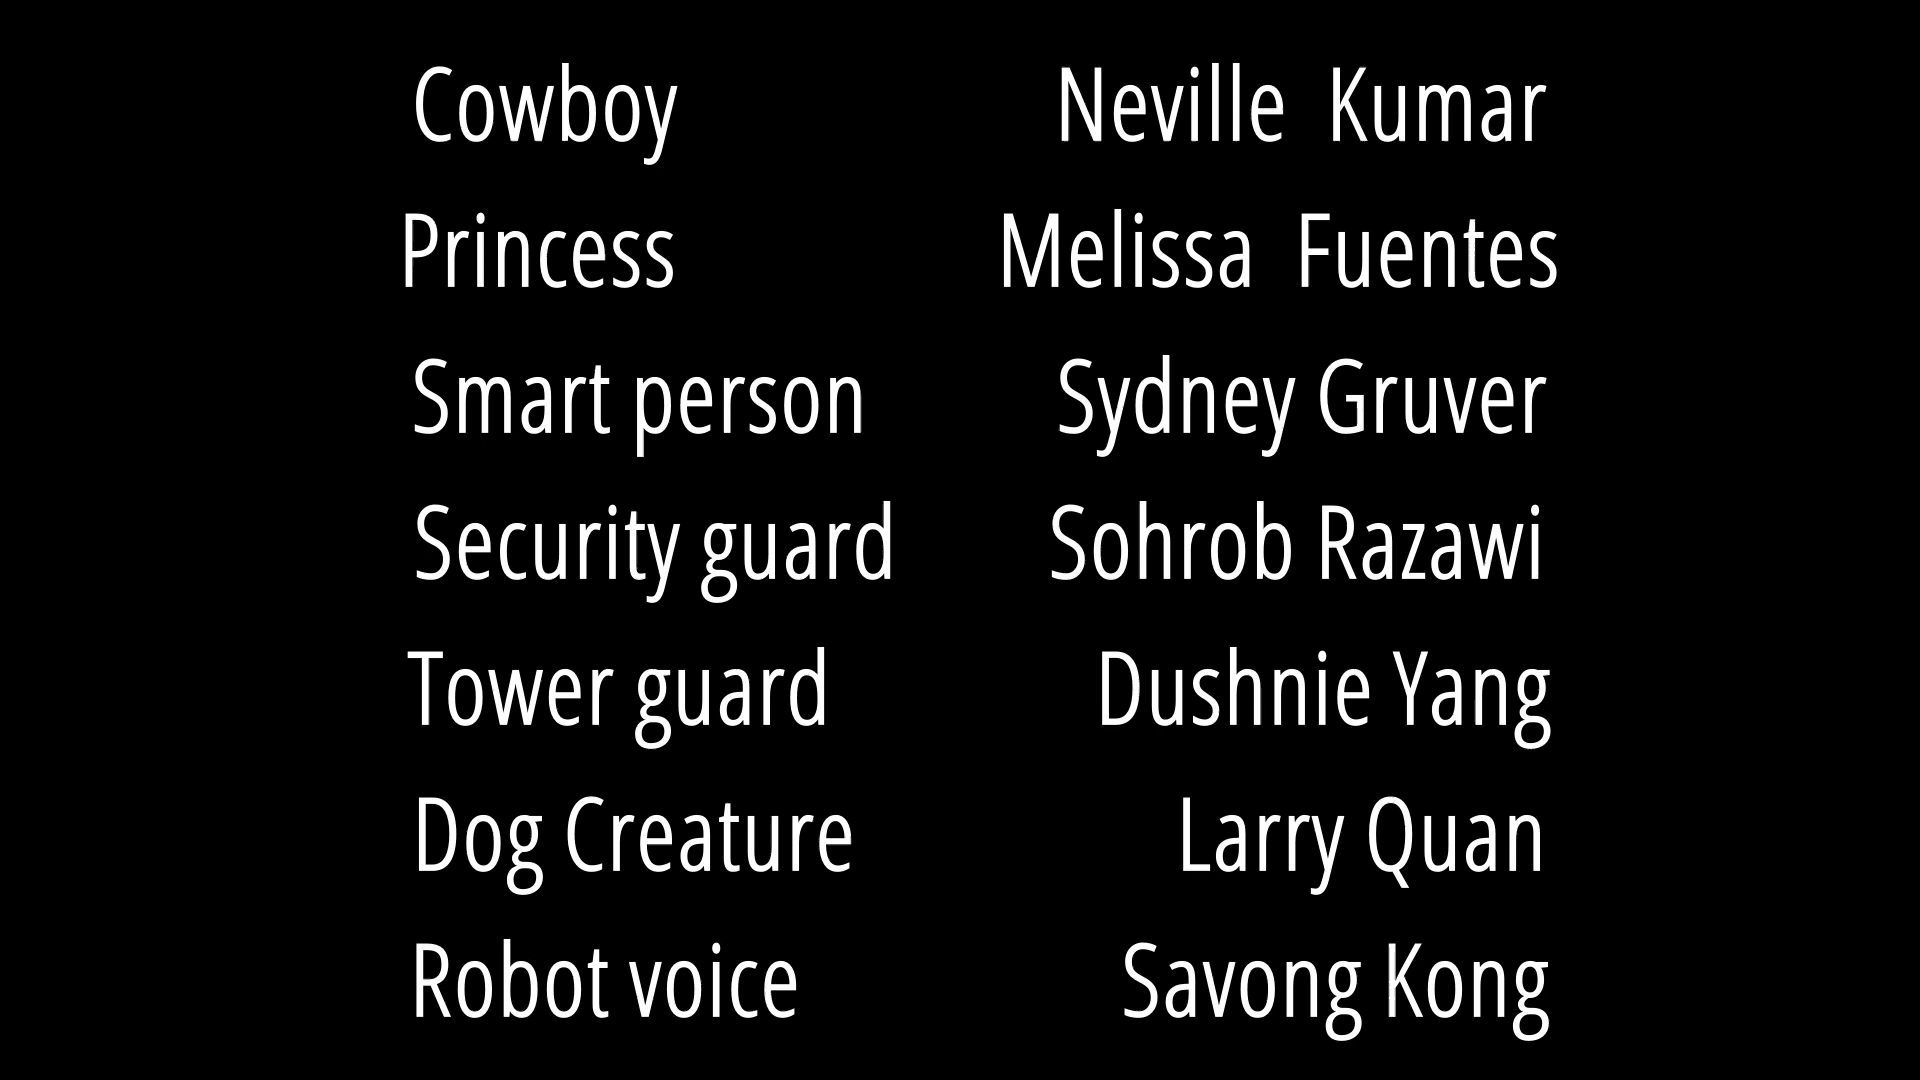 Cowboy Neville Kumar
Princess Melissa Fuentes
Smart person Sydney Gruver
Security guard Sohrob Razawi
Tower guard Dushnie Yang
Dog Creature Larry Quan
Robot voice Savong Kong